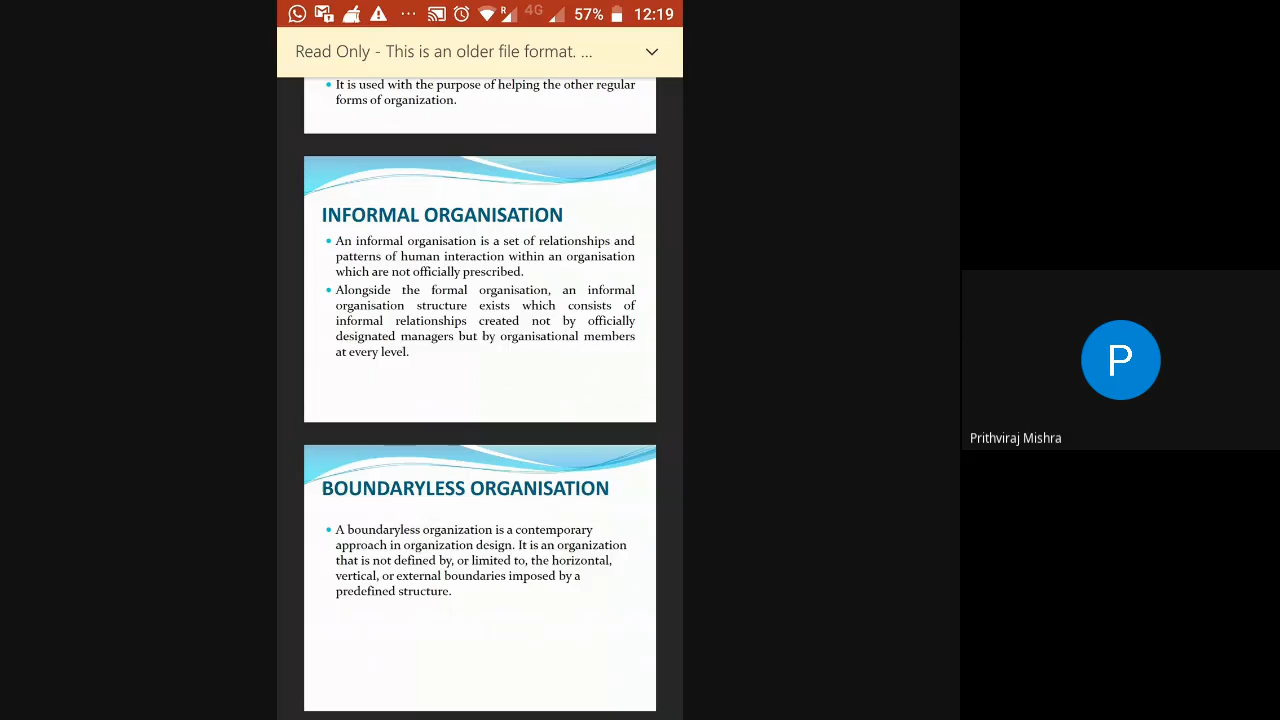 R 4G 57% 12:19
Read Only - This is an older file format. ...
• It is used with the purpose of helping the other regular
forms of organization.
INFORMAL ORGANISATION
• An informal organisation is a set of relationships and
patterns of human interaction within an organisation
which are not officially prescribed.
• Alongside the formal organisation, an informal
organisation structure exists which consists of
informal relationships created not by officially
designated managers but by organisational members
at every level.
BOUNDARYLESS ORGANISATION
• A boundaryless organization is a contemporary
approach in organization design. It is an organization
that is not defined by, or limited to, the horizontal,
vertical, or external boundaries imposed by a
predefined structure.
P
Prithviraj Mishra